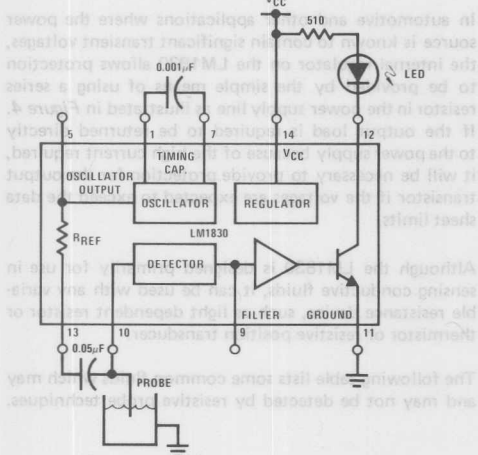 In automotive and other applications where the power
source is known to contain significant transient voltages,
the internal regulator on the LM1830 allows protection
to be provided by the simple means of using a series
resistor in the power supply line as illustrated in Figure 4.
If the output load is required to be returned directly
to the power supply because of the high current required,
it will be necessary to provide protection for the output
transistor if the voltages are expected to exceed the data
sheet limits.
Although the LM1830 is designed primarily for use in
sensing conductive fluids, it can be used with any varia-
ble resistance device, such as light dependent resistor or
thermistor or resistive position transducer.
The following table lists some common fluids which may
and may not be detected by resistive probe techniques.
VCC
510
0.001µF
LED
5 1 7 14 12
TIMING CAP
VCC
OSCILLATOR OUTPUT
OSCILLATOR
REGULATOR
RREF
LM1830
DETECTOR
FILTER GROUND
13 10 9 11
0.05µF
PROBE